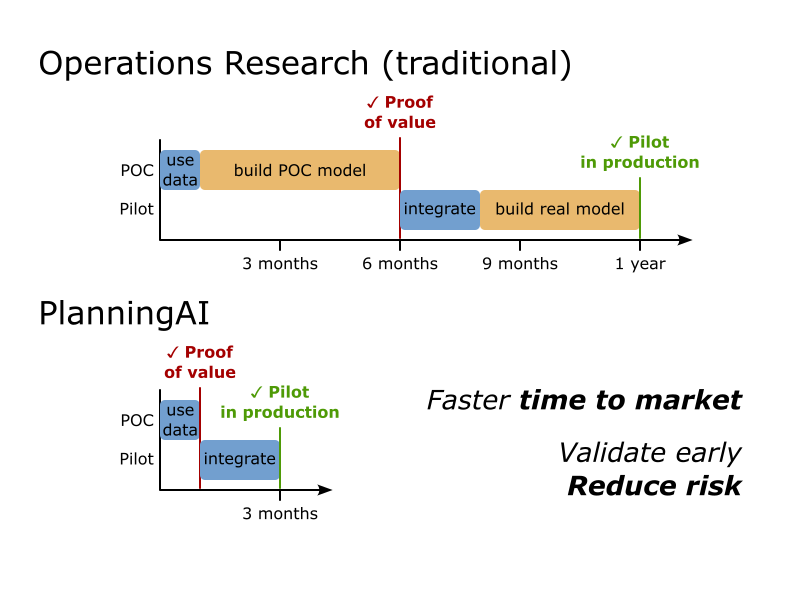 Operations Research (traditional)
✓ Proof
of value
✓ Pilot
in production
POC
use
data
build POC model
Pilot
integrate
build real model
3 months
6 months
9 months
1 year
PlanningAI
✓ Proof
of value
✓ Pilot
in production
POC
use
data
Pilot
integrate
3 months
Faster time to market
Validate early
Reduce risk